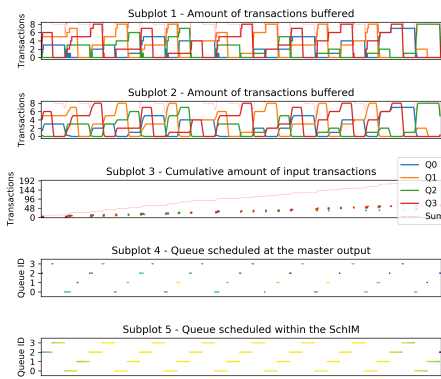 Subplot 1 - Amount of transactions buffered
Transactions
8
6
4
2
0
Subplot 2 - Amount of transactions buffered
Transactions
8
6
4
2
0
Subplot 3 - Cumulative amount of input transactions
Transactions
192
144
96
48
0
Q0
Q1
Q2
Q3
Sum
Subplot 4 - Queue scheduled at the master output
Queue ID
3
2
1
0
Subplot 5 - Queue scheduled within the SchIM
Queue ID
3
2
1
0